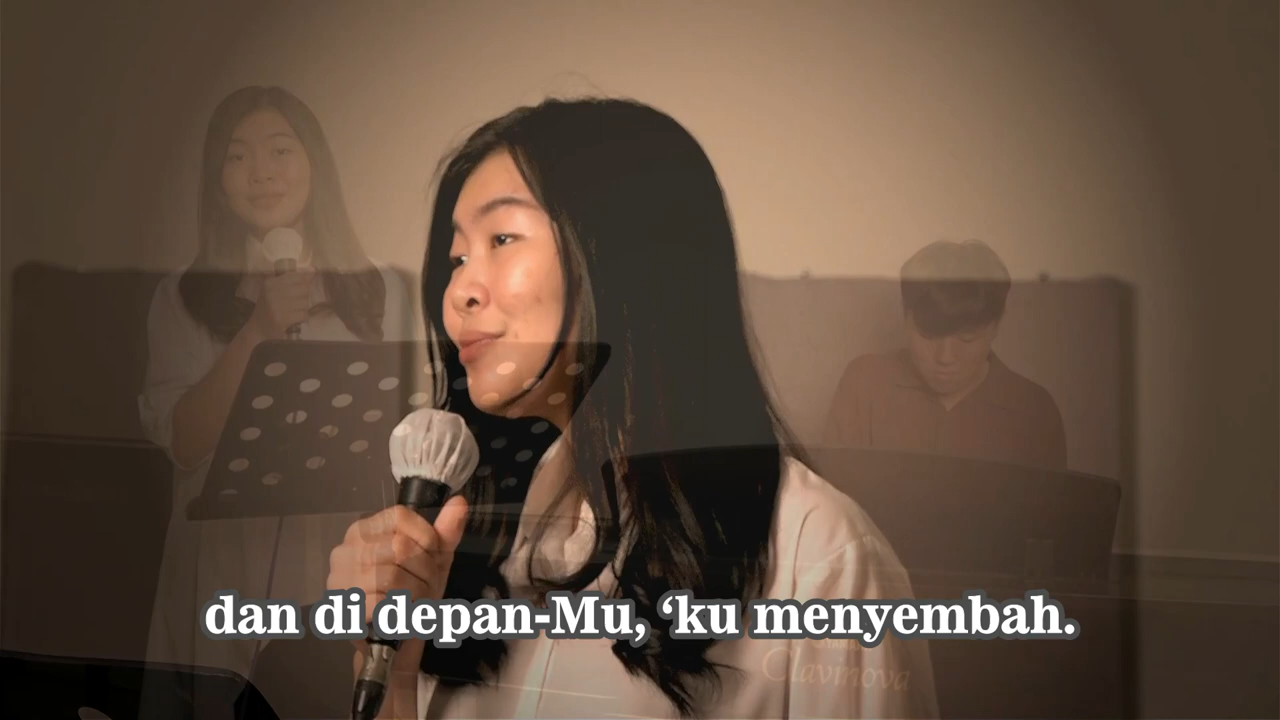 dan di depan-Mu, ‘ku menyembah.
Clavinova